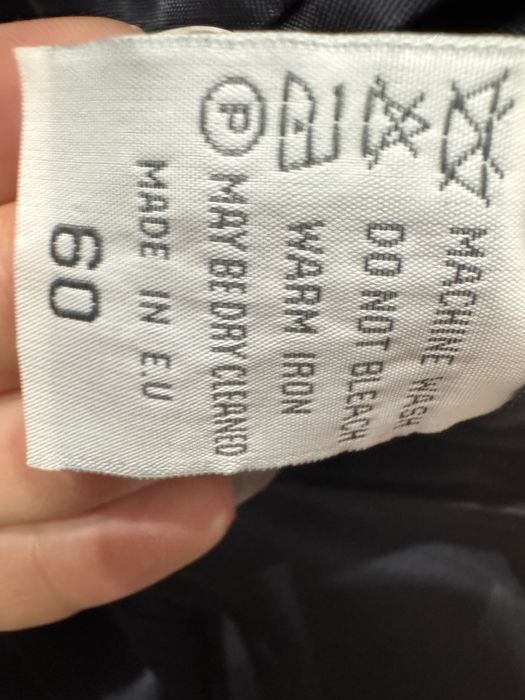 MACHINE WASH
DO NOT BLEACH
WARM IRON
P MAY BE DRY CLEANED
MADE IN E.U
60